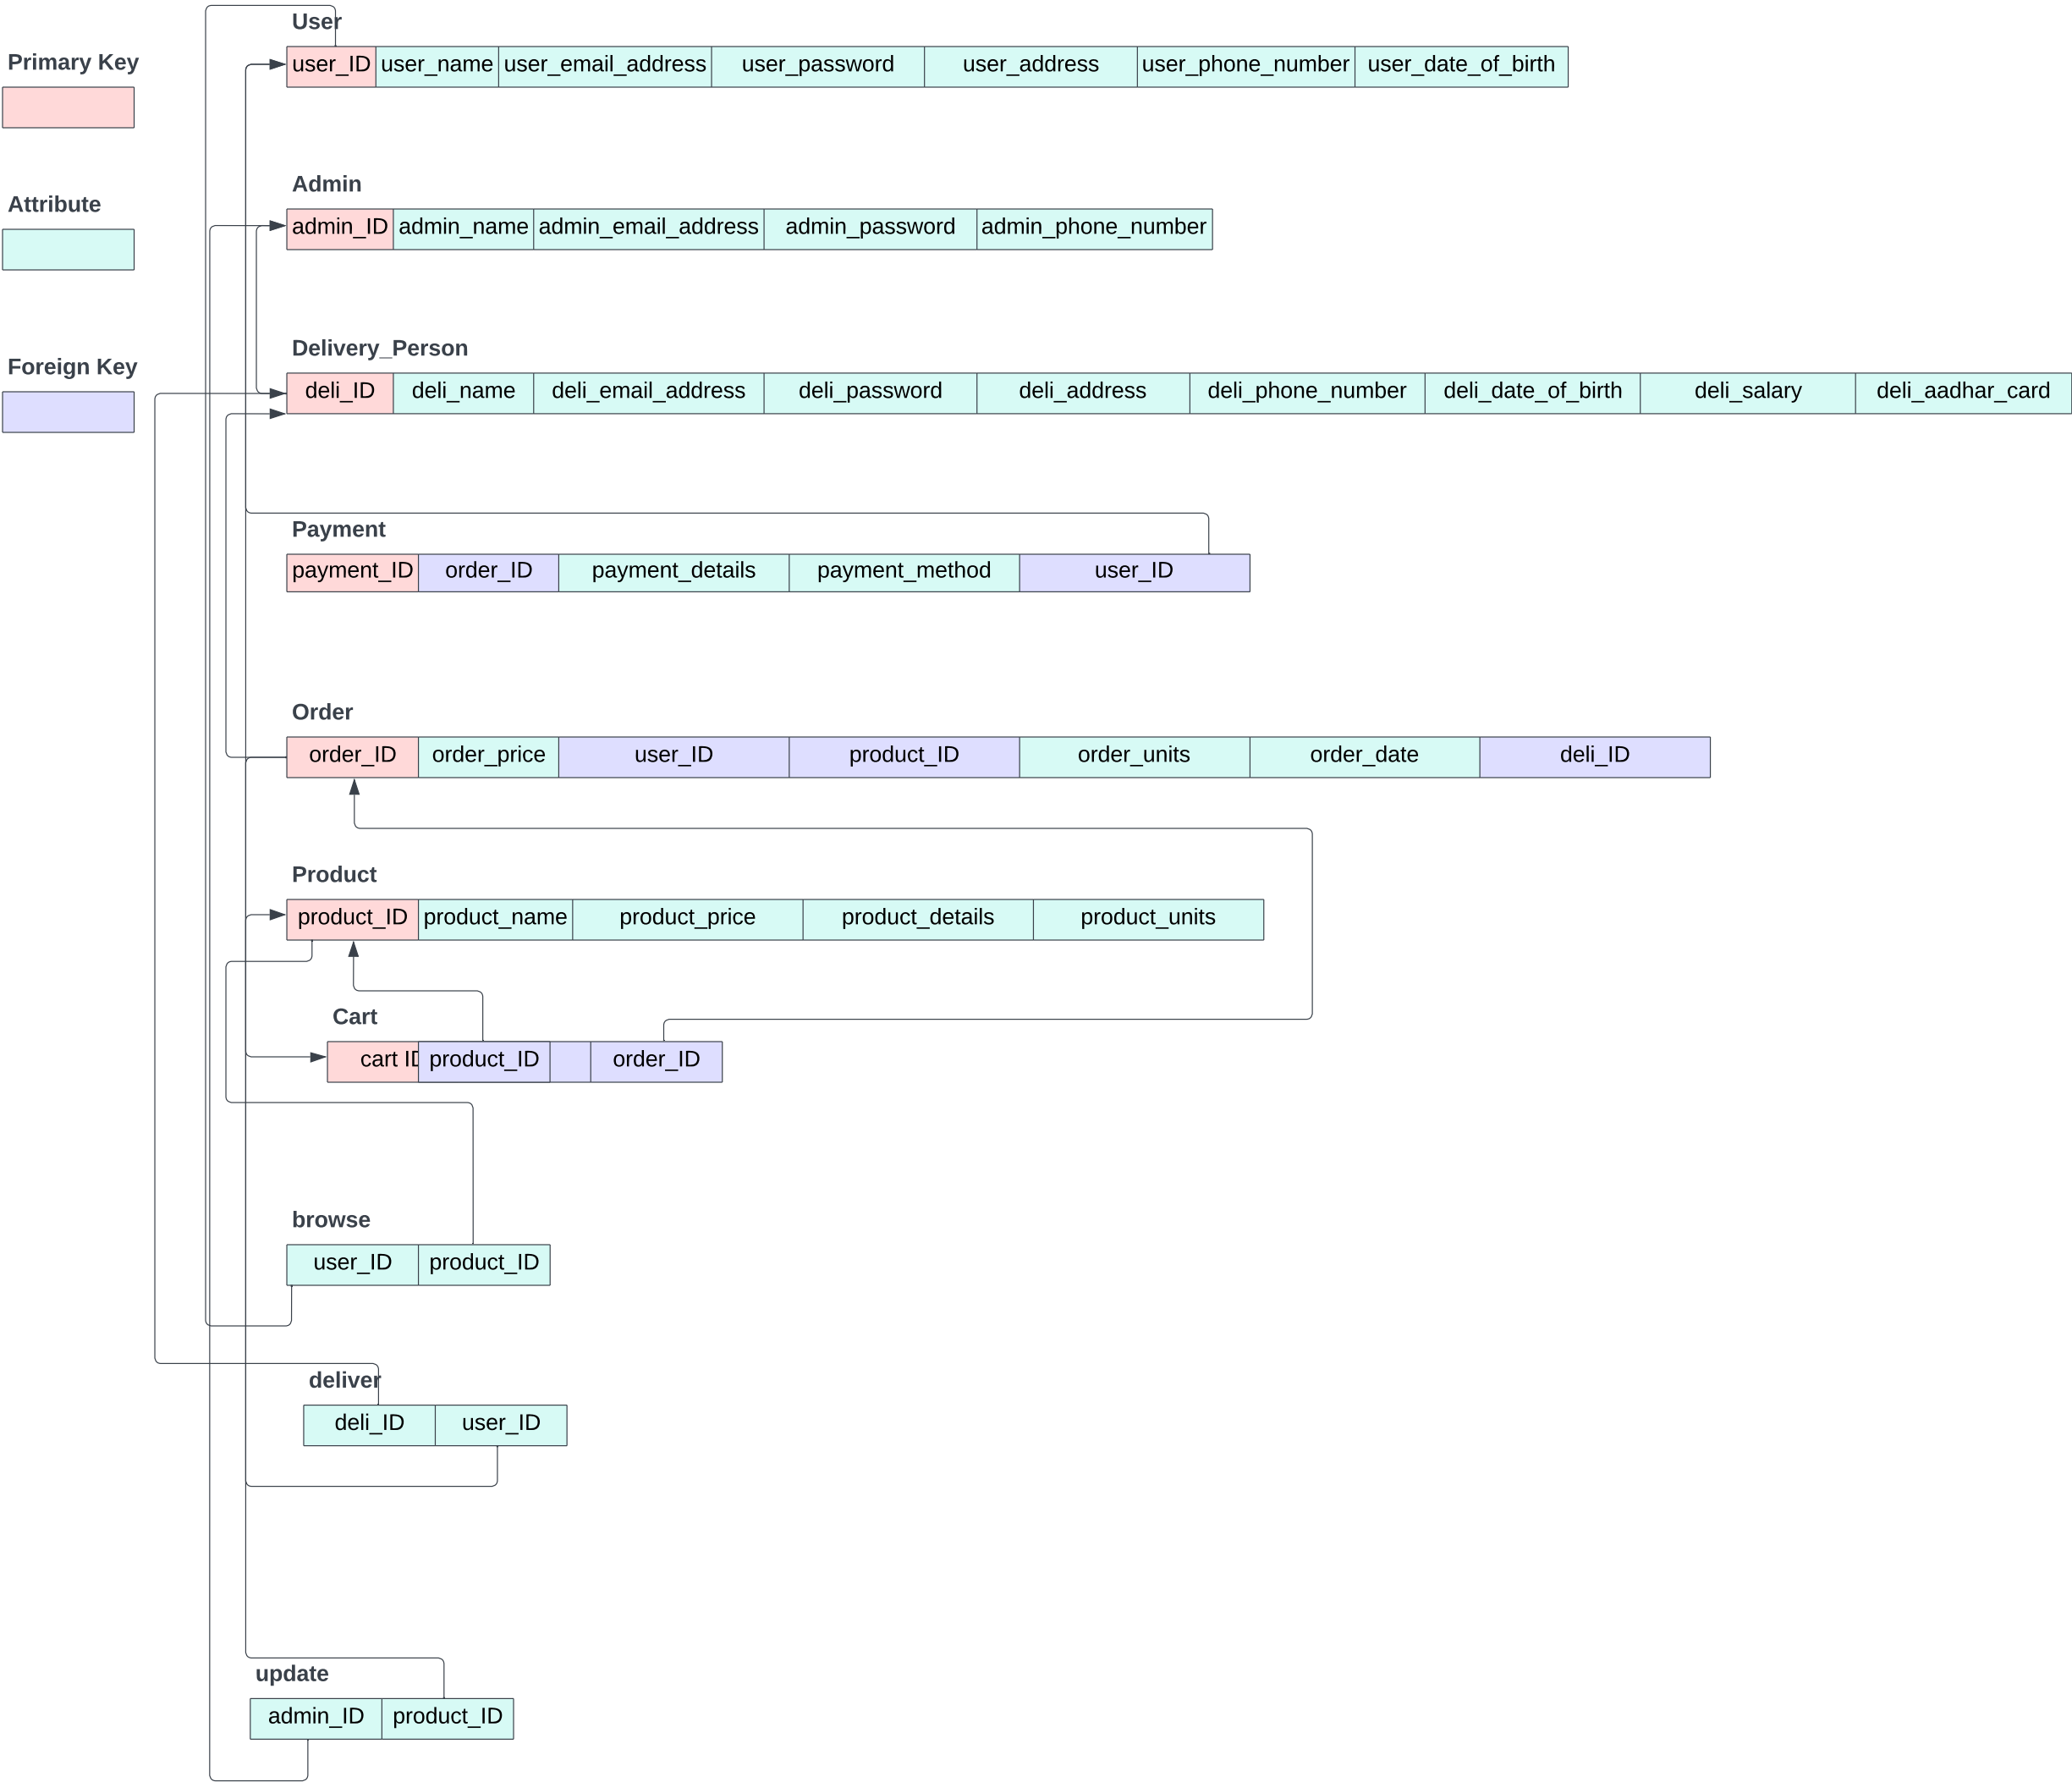 Primary Key
Attribute
Foreign Key
User
user_ID user_name user_email_address user_password user_address user_phone_number user_date_of_birth
Admin
admin_ID admin_name admin_email_address admin_password admin_phone_number
Delivery_Person
deli_ID deli_name deli_email_address deli_password deli_address deli_phone_number deli_date_of_birth deli_salary deli_aadhar_card
Payment
payment_ID order_ID payment_details payment_method user_ID
Order
order_ID order_price user_ID product_ID order_units order_date deli_ID
Product
product_ID product_name product_price product_details product_units
Cart
cart ID product_ID order_ID
browse
user_ID product_ID
deliver
deli_ID user_ID
update
admin_ID product_ID